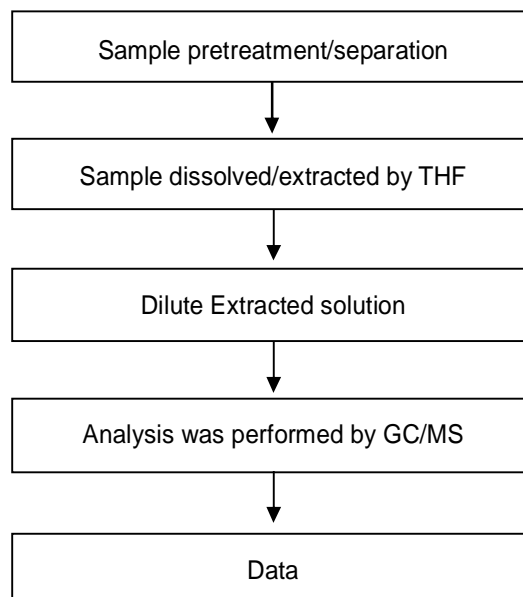 Sample pretreatment/separation
Sample dissolved/extracted by THF
Dilute Extracted solution
Analysis was performed by GC/MS
Data